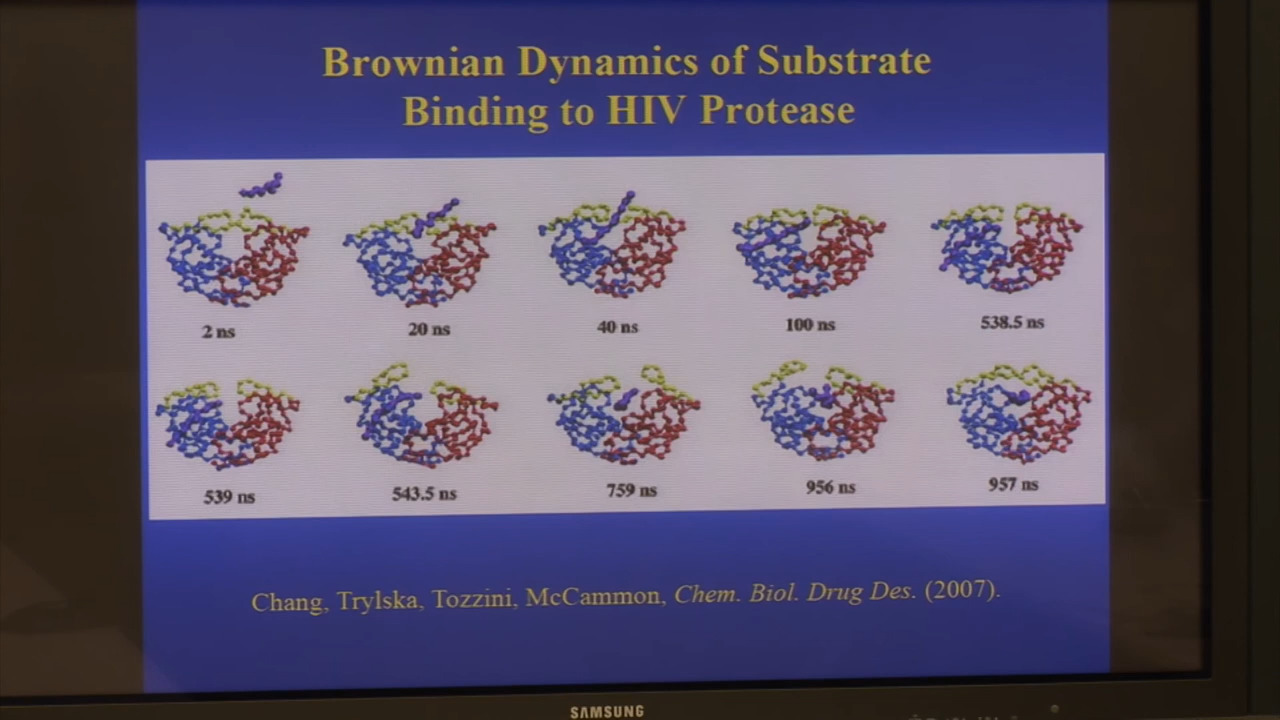 Brownian Dynamics of Substrate
Binding to HIV Protease
2 ns
20 ns
40 ns
100 ns
538.5 ns
539 ns
543.5 ns
759 ns
956 ns
957 ns
Chang, Trylska, Tozzini, McCammon, Chem. Biol. Drug Des. (2007).
SAMSUNG